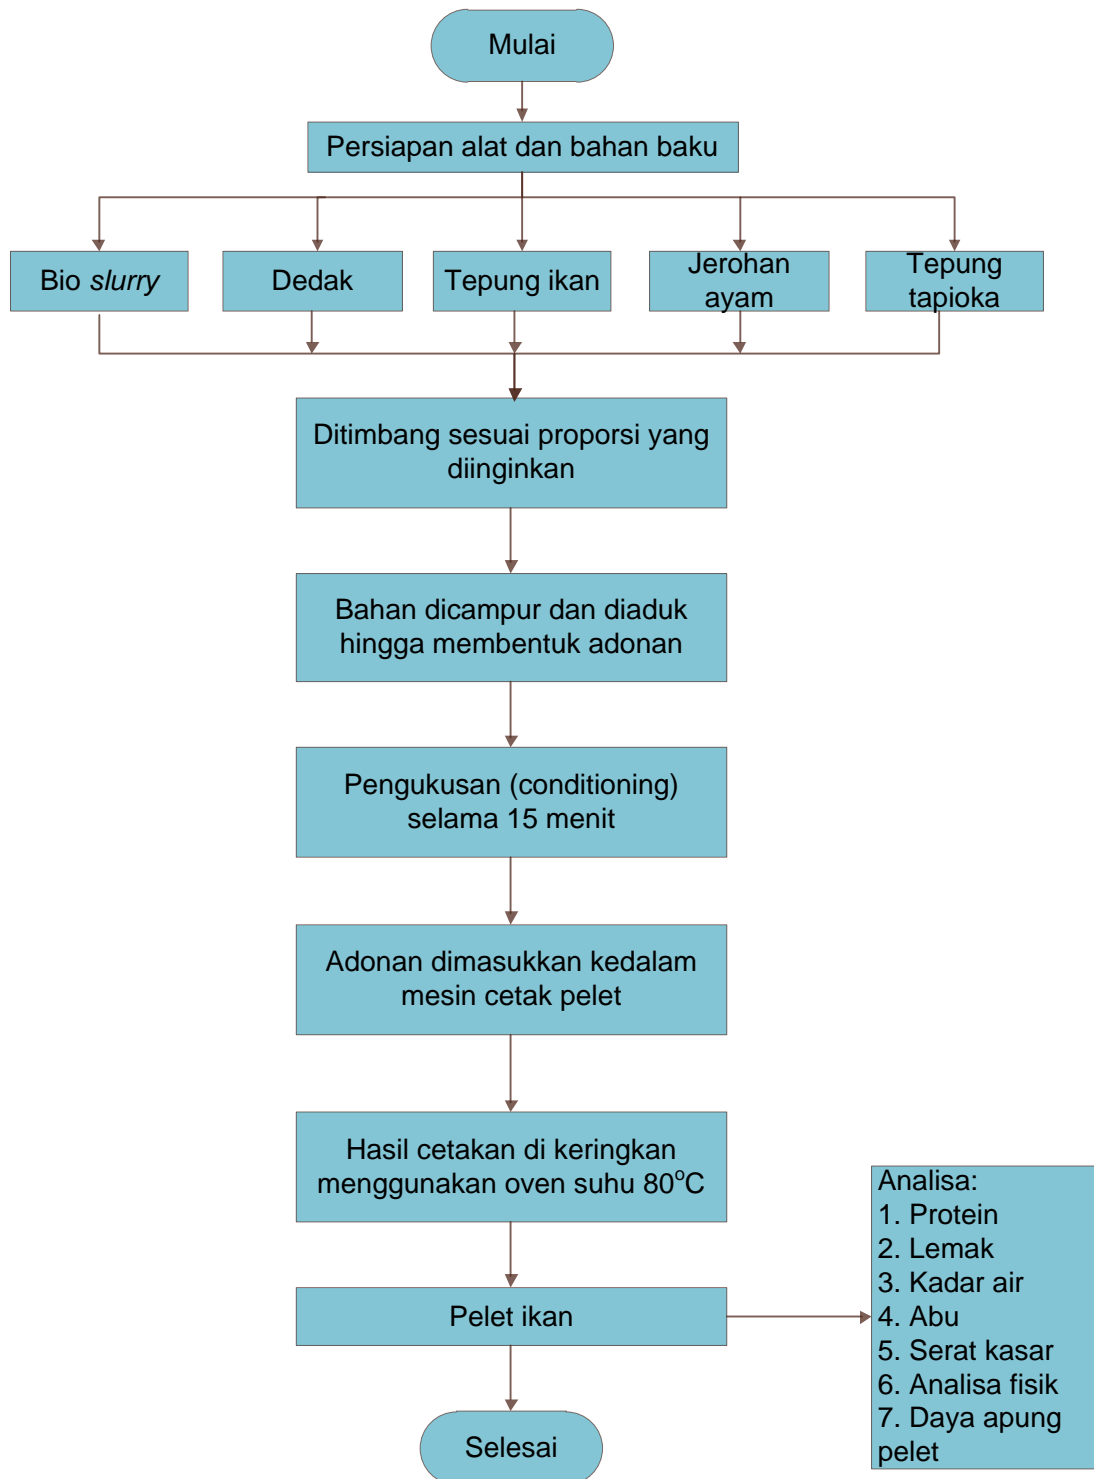 Mulai
Persiapan alat dan bahan baku
Bio slurry
Dedak
Tepung ikan
Jerohan
ayam
Tepung
tapioka
Ditimbang sesuai proporsi yang
diinginkan
Bahan dicampur dan diaduk
hingga membentuk adonan
Pengukusan (conditioning)
selama 15 menit
Adonan dimasukkan kedalam
mesin cetak pelet
Hasil cetakan di keringkan
menggunakan oven suhu 80°C
Pelet ikan
Analisa:
1. Protein
2. Lemak
3. Kadar air
4. Abu
5. Serat kasar
6. Analisa fisik
7. Daya apung
pelet
Selesai